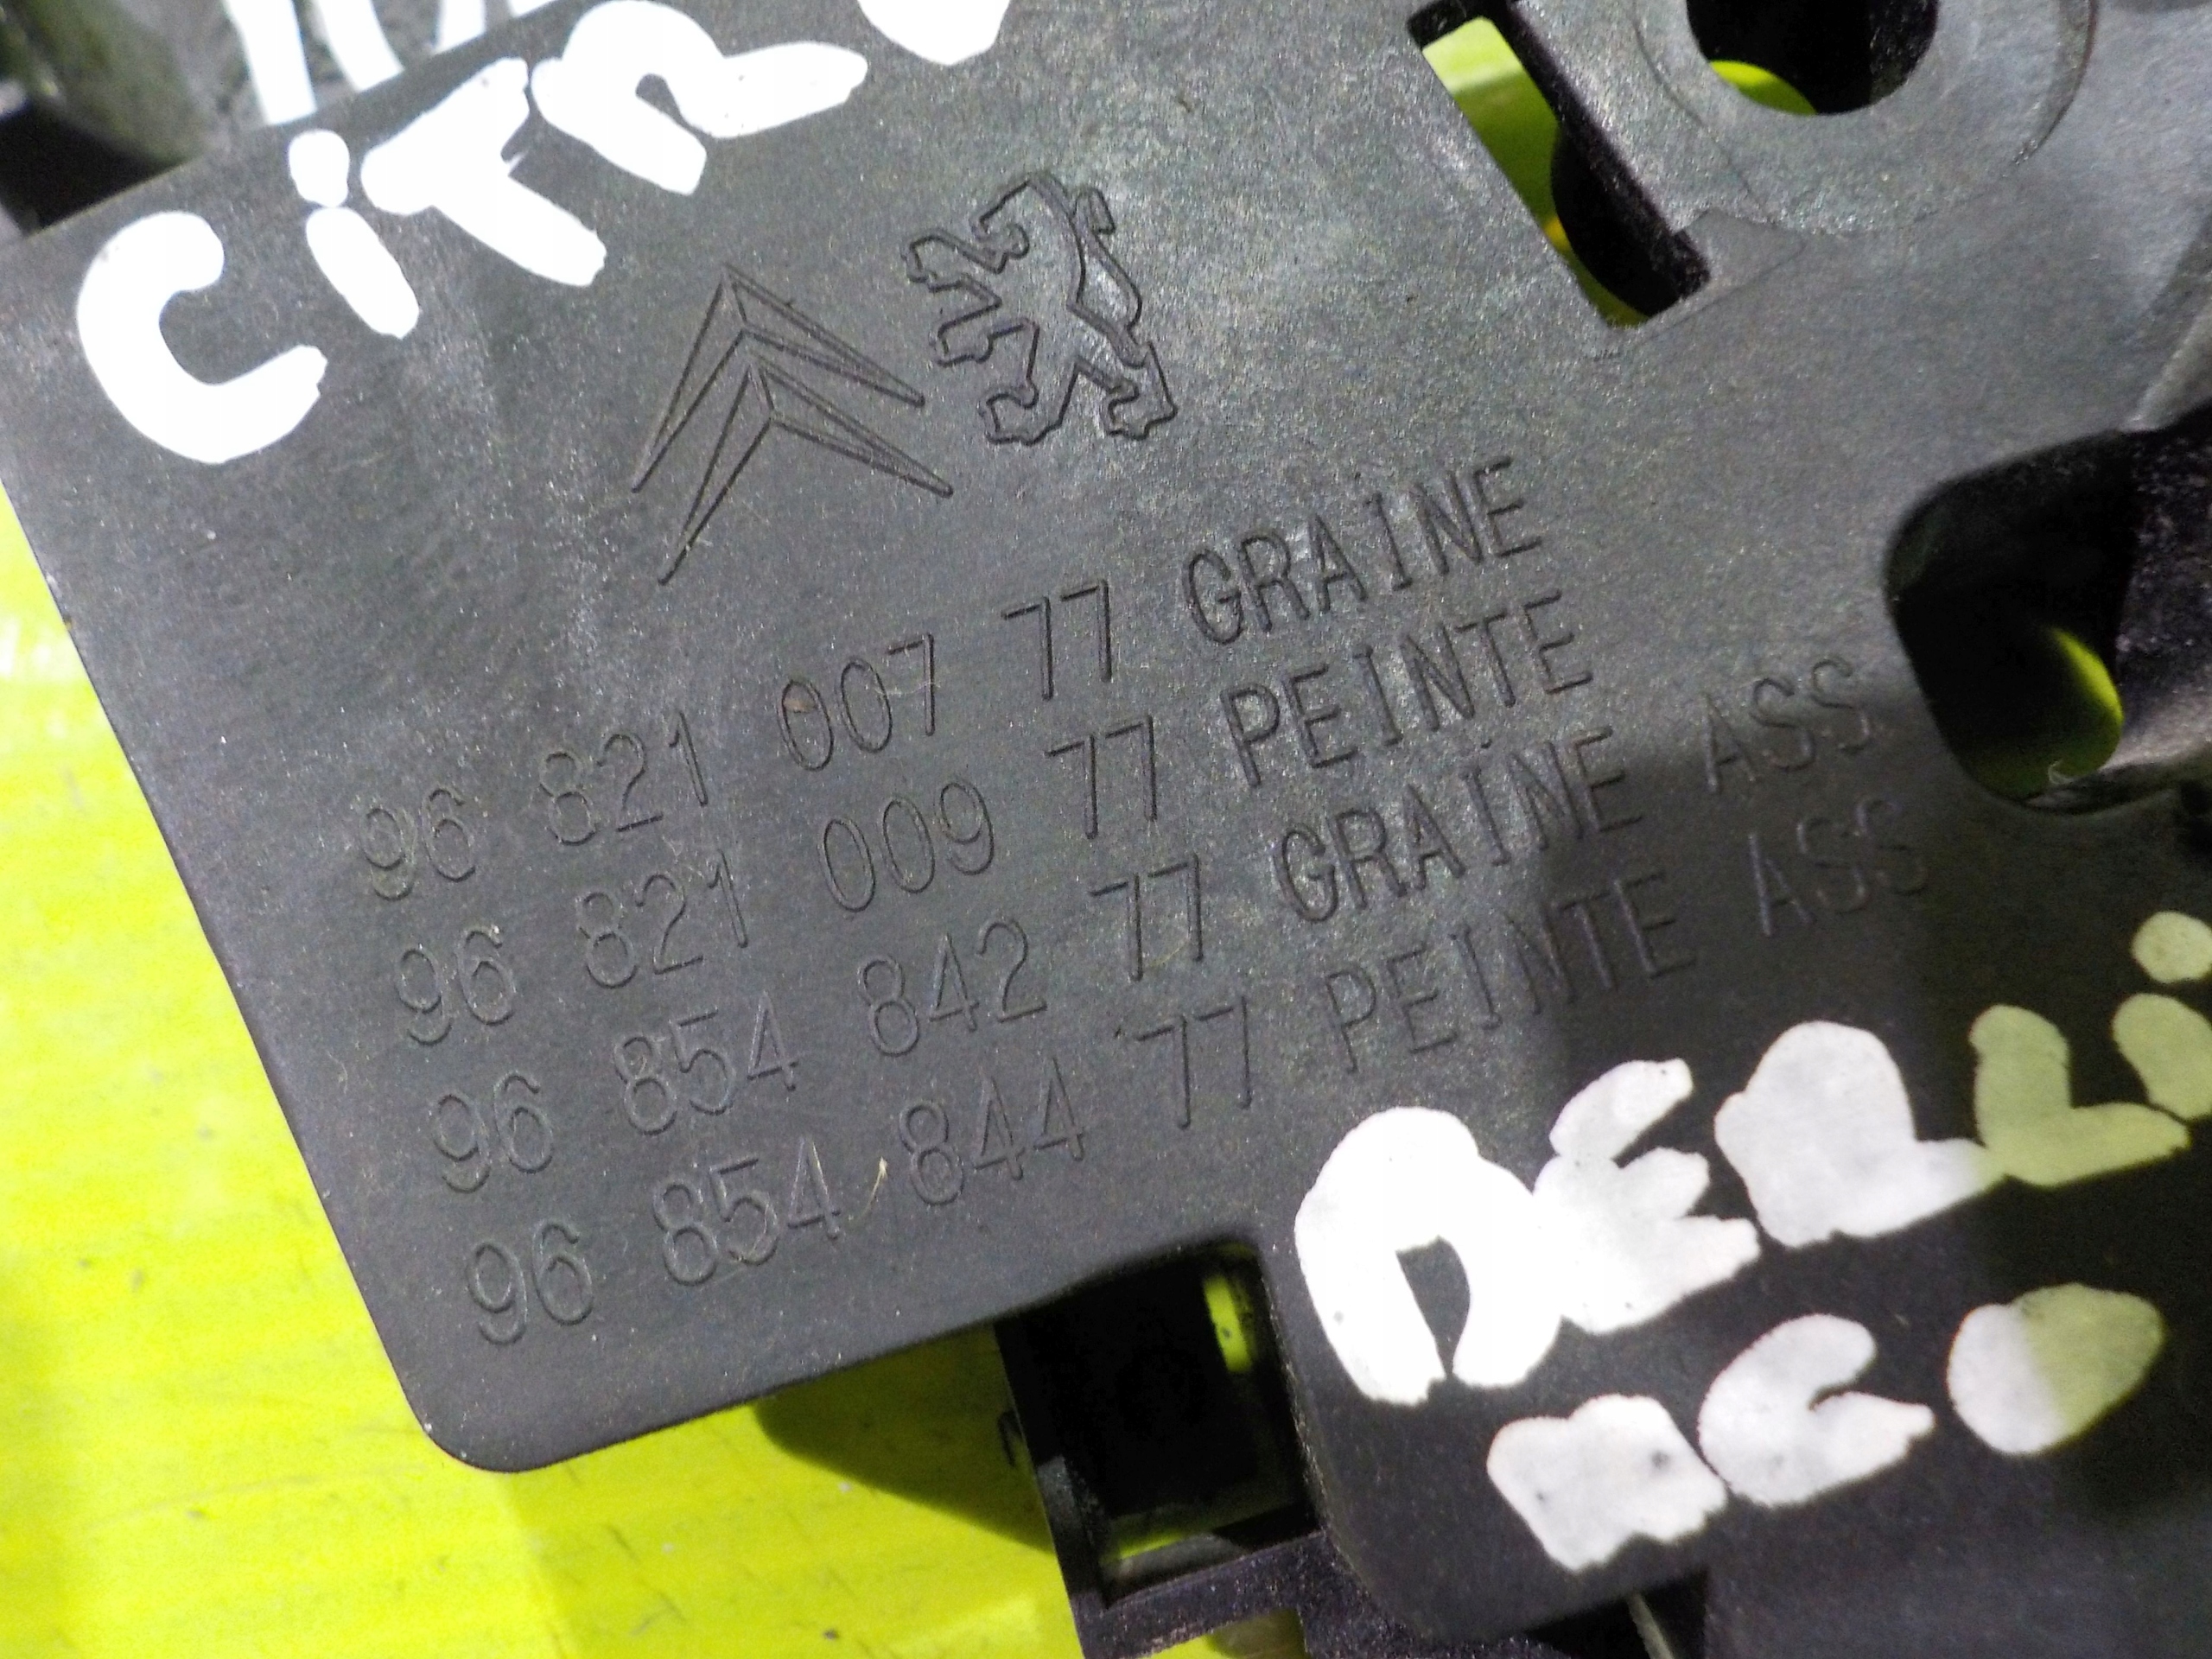 CiTR
96 821 007 77 GRAINE
96 821 009 77 PEINTE
96 854 842 77 GRAINE ASS
96 854 844 77 PEINTE ASS